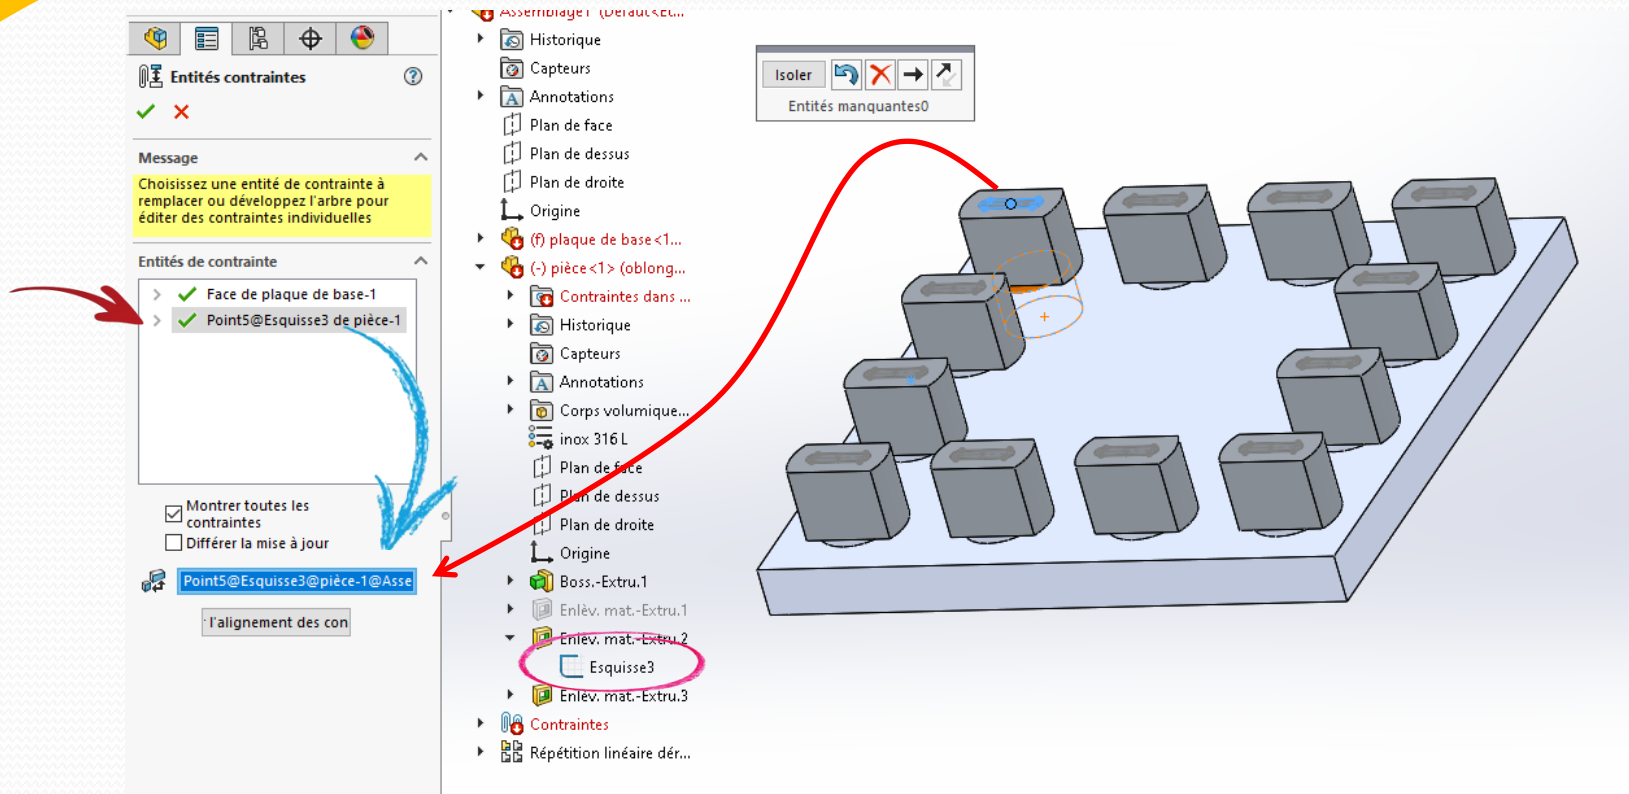 Entités contraintes
Message
Choisissez une entité de contrainte à
remplacer ou développez l'arbre pour
éditer des contraintes individuelles
Entités de contrainte
Face de plaque de base-1
Point5@Esquisse3 de pièce-1
Montrer toutes les
contraintes
Différer la mise à jour
Point5@Esquisse3@pièce-1@Asse
l'alignement des con
Assemblage1 (Défaut<Et...
Historique
Capteurs
Annotations
Plan de face
Plan de dessus
Plan de droite
Origine
(f) plaque de base<1...
(-) pièce<1> (oblong...
Contraintes dans ...
Historique
Capteurs
Annotations
Corps volumique...
inox 316 L
Plan de face
Plan de dessus
Plan de droite
Origine
Boss.-Extru.1
Enlèv. mat.-Extru.1
Enlèv. mat.-Extru.2
Esquisse3
Enlèv. mat.-Extru.3
Contraintes
Répétition linéaire dér...
Isoler
Entités manquantes0